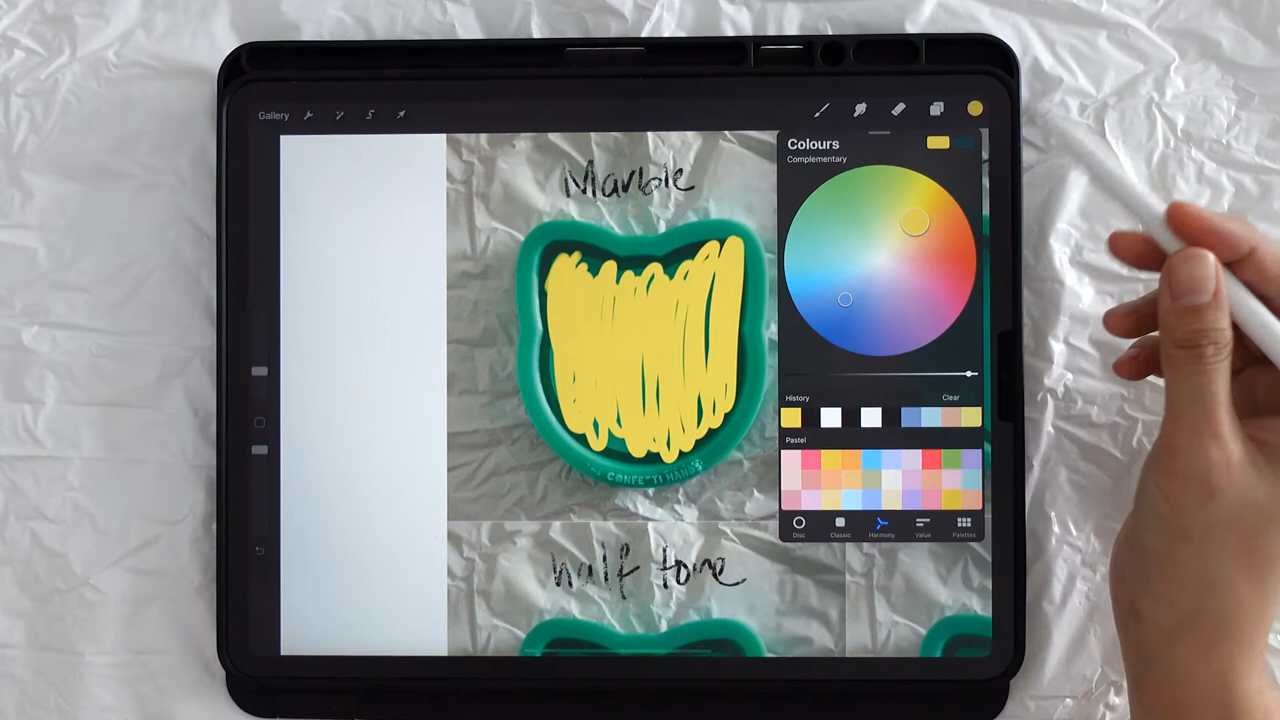 Gallery
Colours
Complementary
Marble
History
Clear
Pastel
CONFETTI HANDS
Disc
Classic
Harmony
Value
Palettes
half tone